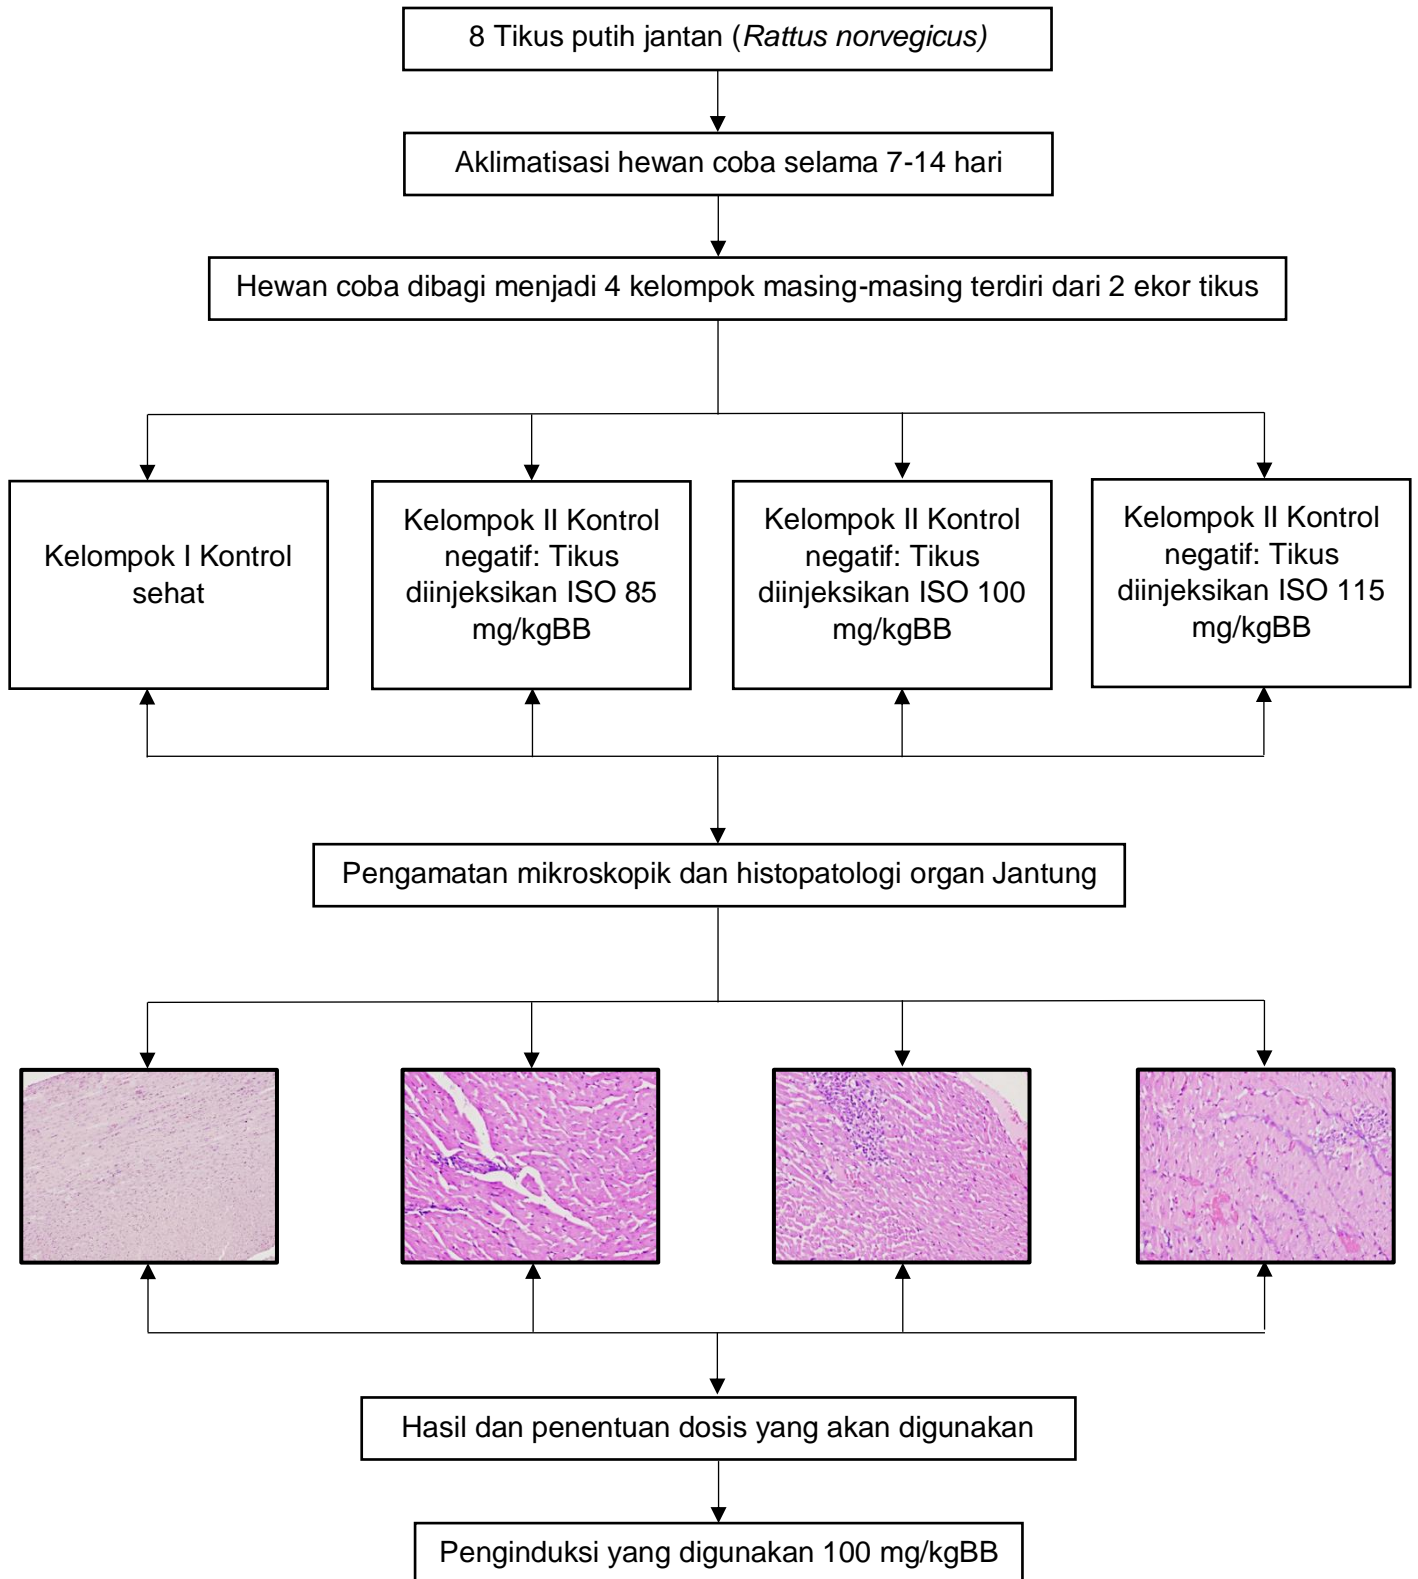 8 Tikus putih jantan (Rattus norvegicus)
Aklimatisasi hewan coba selama 7-14 hari
Hewan coba dibagi menjadi 4 kelompok masing-masing terdiri dari 2 ekor tikus
Kelompok I Kontrol
sehat
Kelompok II Kontrol
negatif: Tikus
diinjeksikan ISO 85
mg/kgBB
Kelompok II Kontrol
negatif: Tikus
diinjeksikan ISO 100
mg/kgBB
Kelompok II Kontrol
negatif: Tikus
diinjeksikan ISO 115
mg/kgBB
Pengamatan mikroskopik dan histopatologi organ Jantung
Hasil dan penentuan dosis yang akan digunakan
Penginduksi yang digunakan 100 mg/kgBB